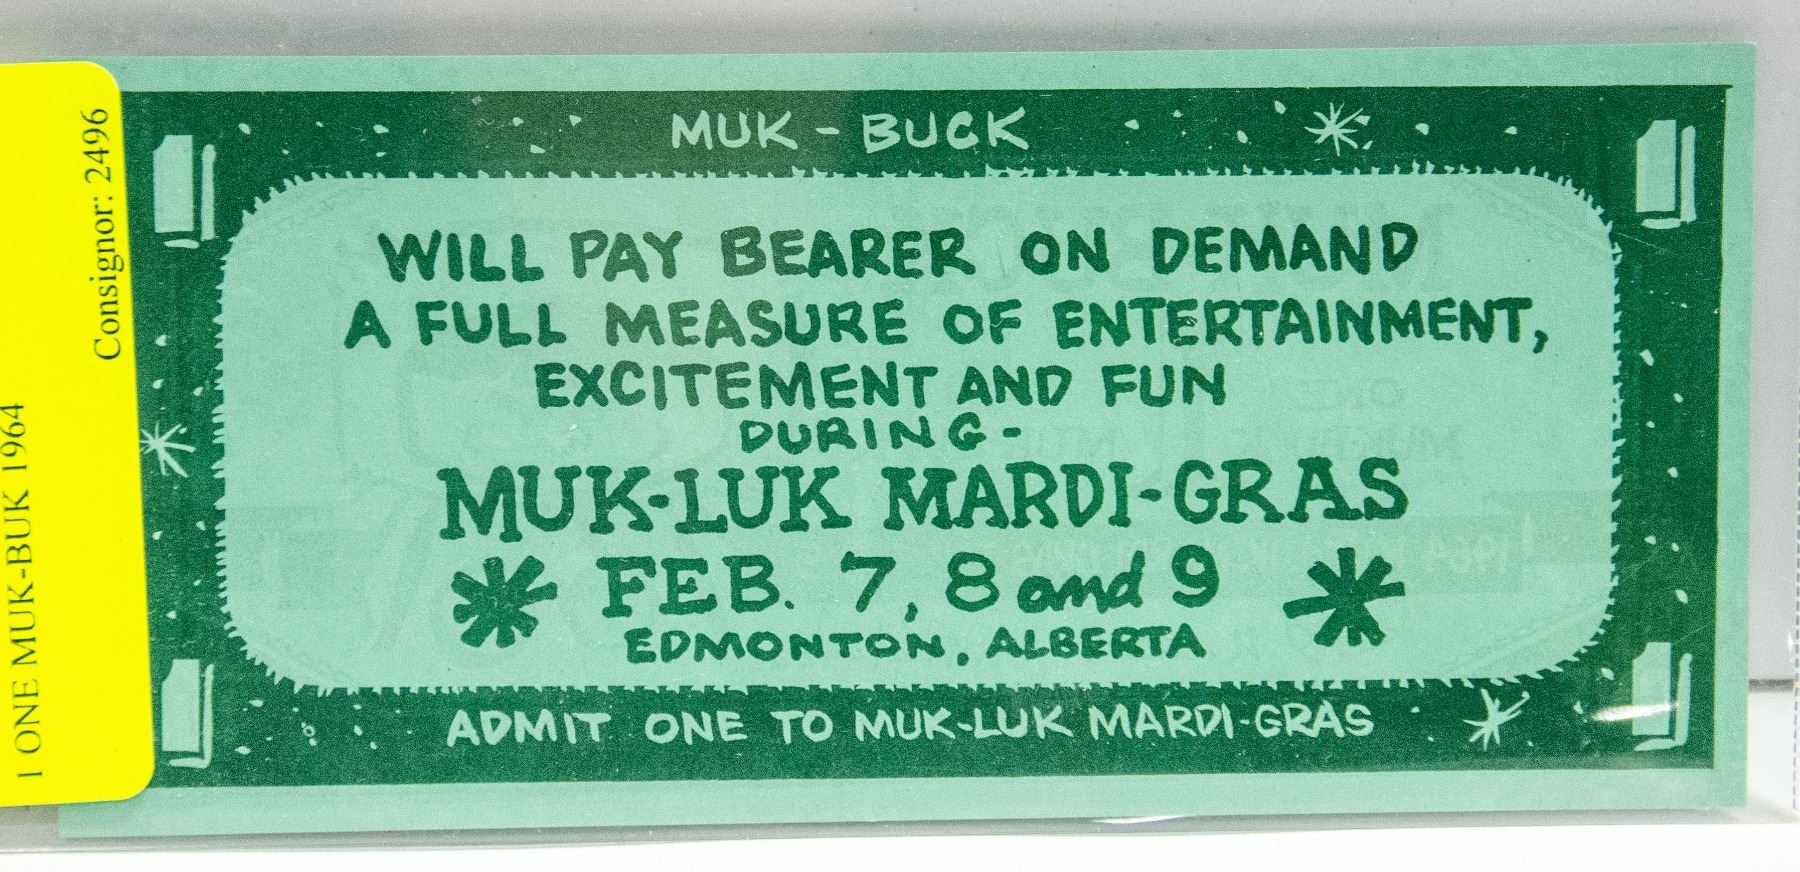 MUK-BUCK
WILL PAY BEARER ON DEMAND
A FULL MEASURE OF ENTERTAINMENT,
EXCITEMENT AND FUN
DURING-
MUK-LUK MARDI-GRAS
FEB. 7, 8 and 9
EDMONTON, ALBERTA
ADMIT ONE TO MUK-LUK MARDI-GRAS
Consignor: 2496
1 ONE MUK-BUK 1964